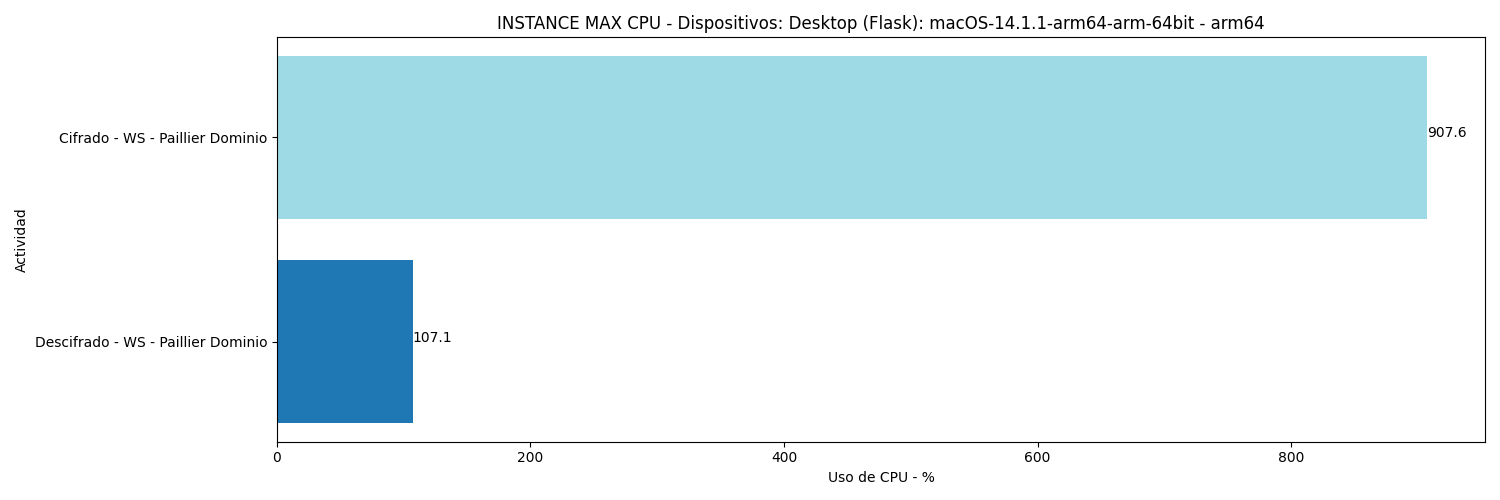 INSTANCE MAX CPU - Dispositivos: Desktop (Flask): macOS-14.1.1-arm64-arm-64bit - arm64
Cifrado - WS - Paillier Dominio
907.6
Actividad
Descifrado - WS - Paillier Dominio
107.1
0
200
400
600
800
Uso de CPU - %